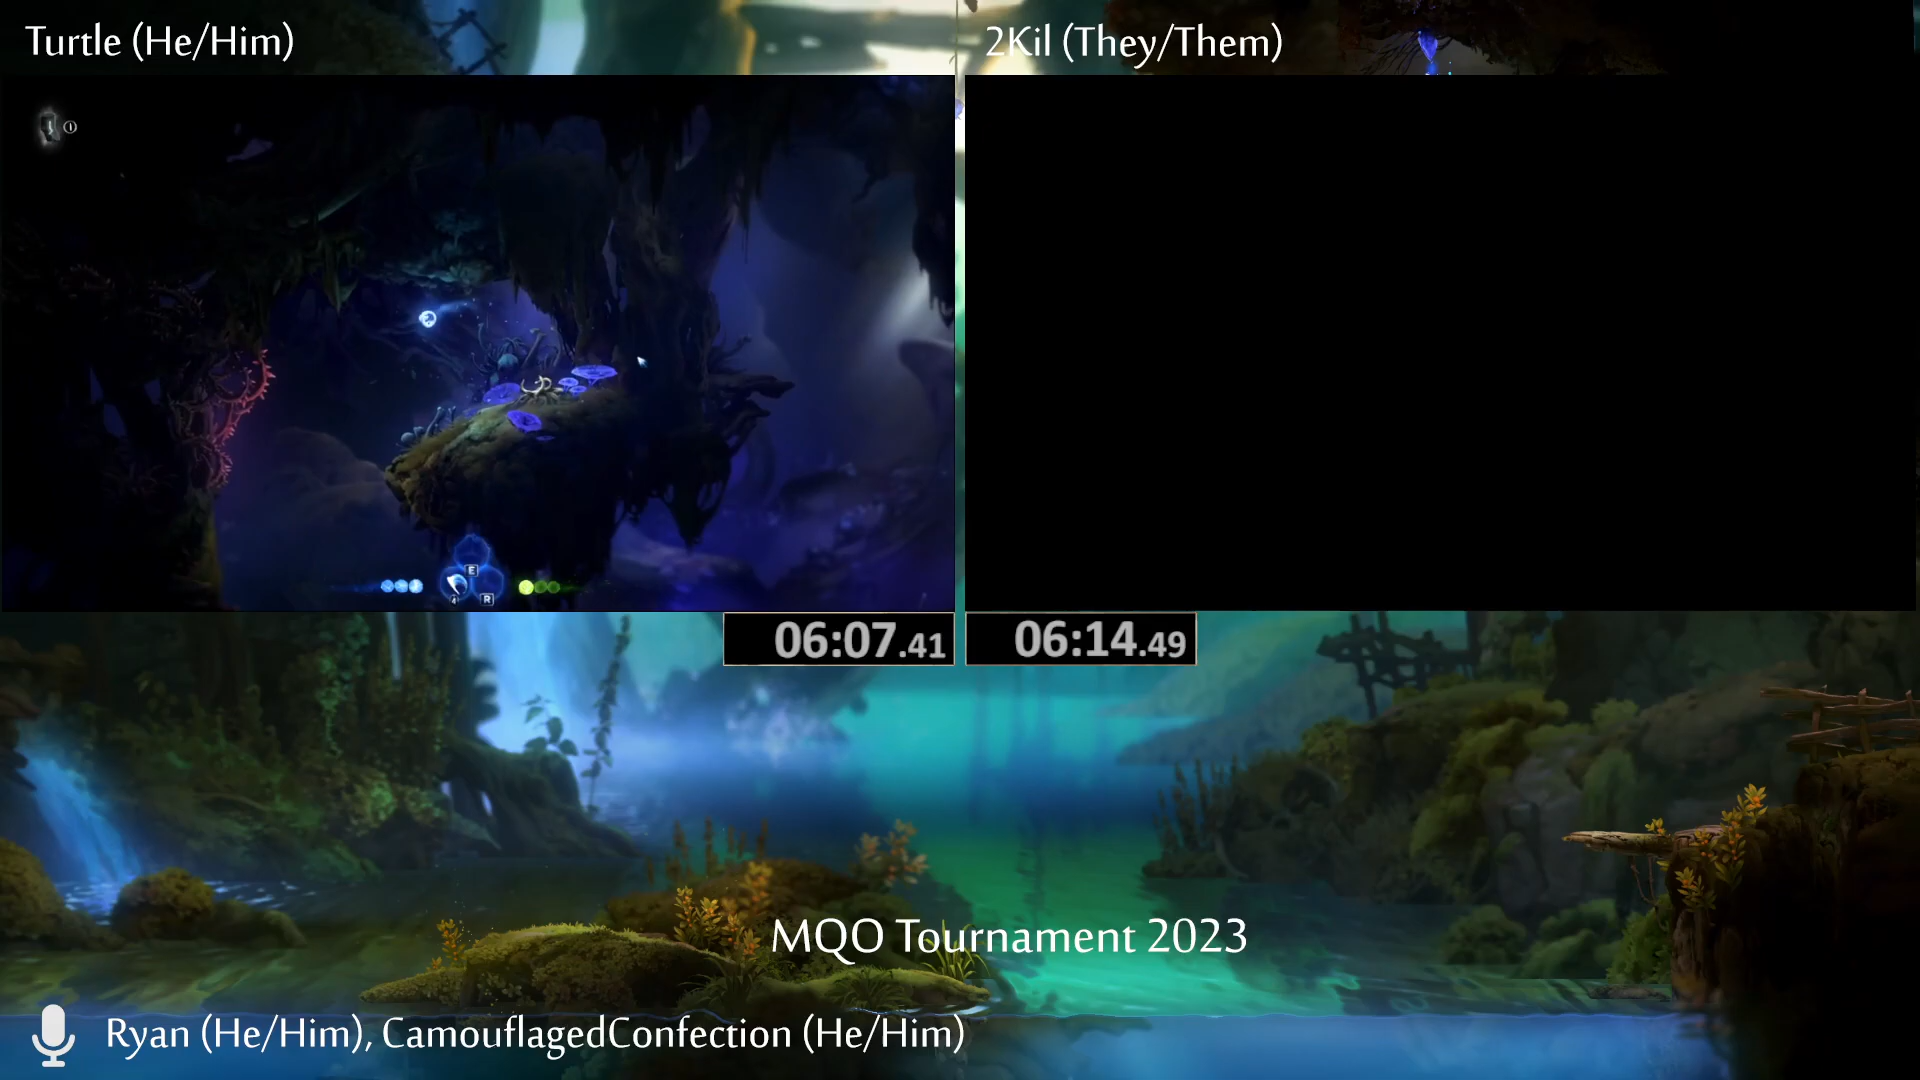 Turtle (He/Him)
2Kil (They/Them)
E
4
R
06:07.41
06:14.49
MQO Tournament 2023
Ryan (He/Him), CamouflagedConfection (He/Him)